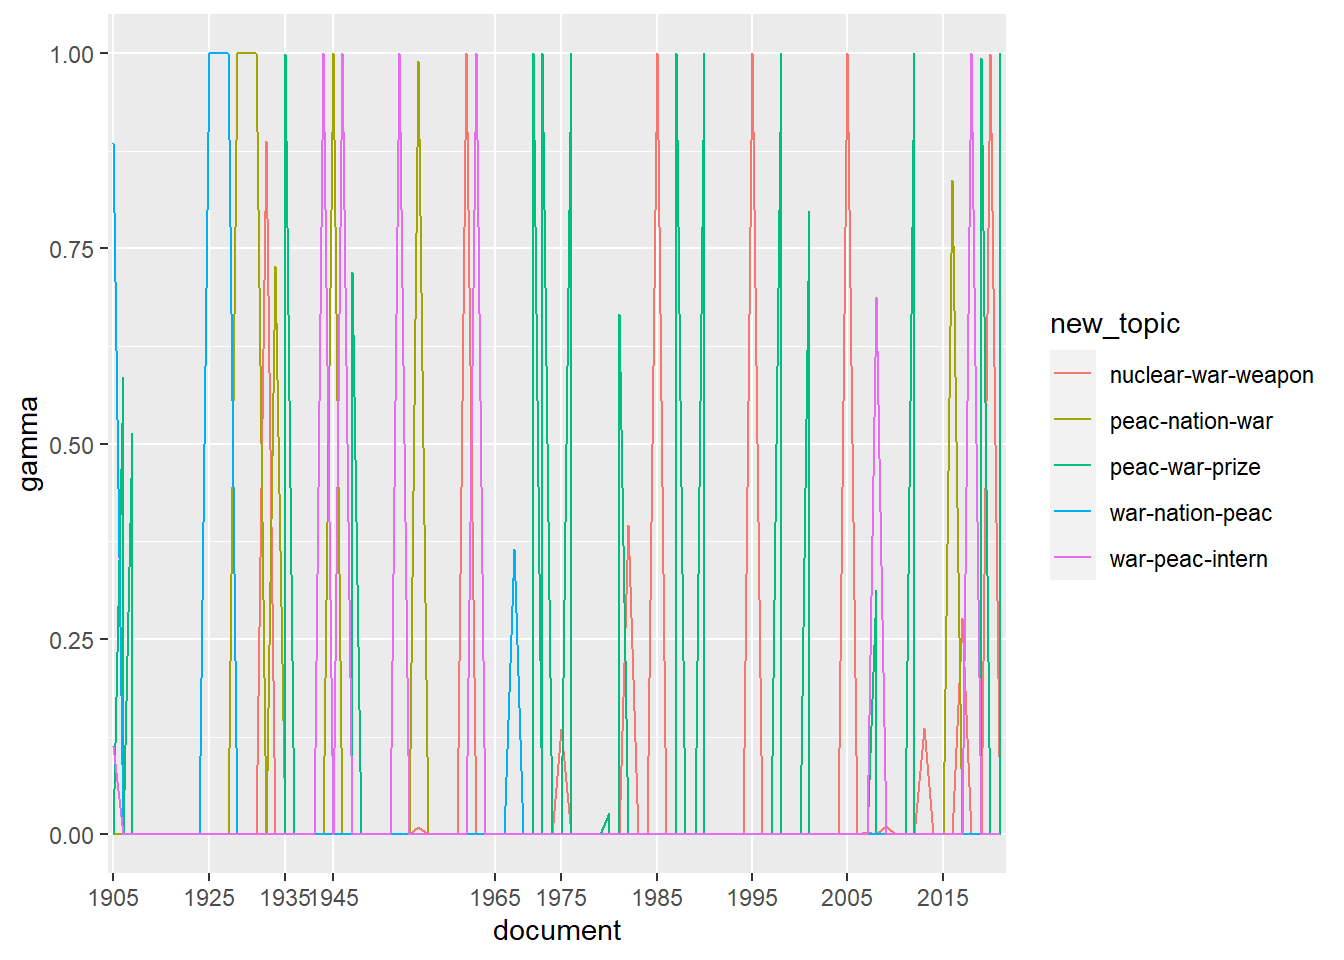 1.00
0.75
0.50
0.25
0.00
gamma
1905 1925 1935 1945 1965 1975 1985 1995 2005 2015
document
new_topic
nuclear-war-weapon
peac-nation-war
peac-war-prize
war-nation-peac
war-peac-intern